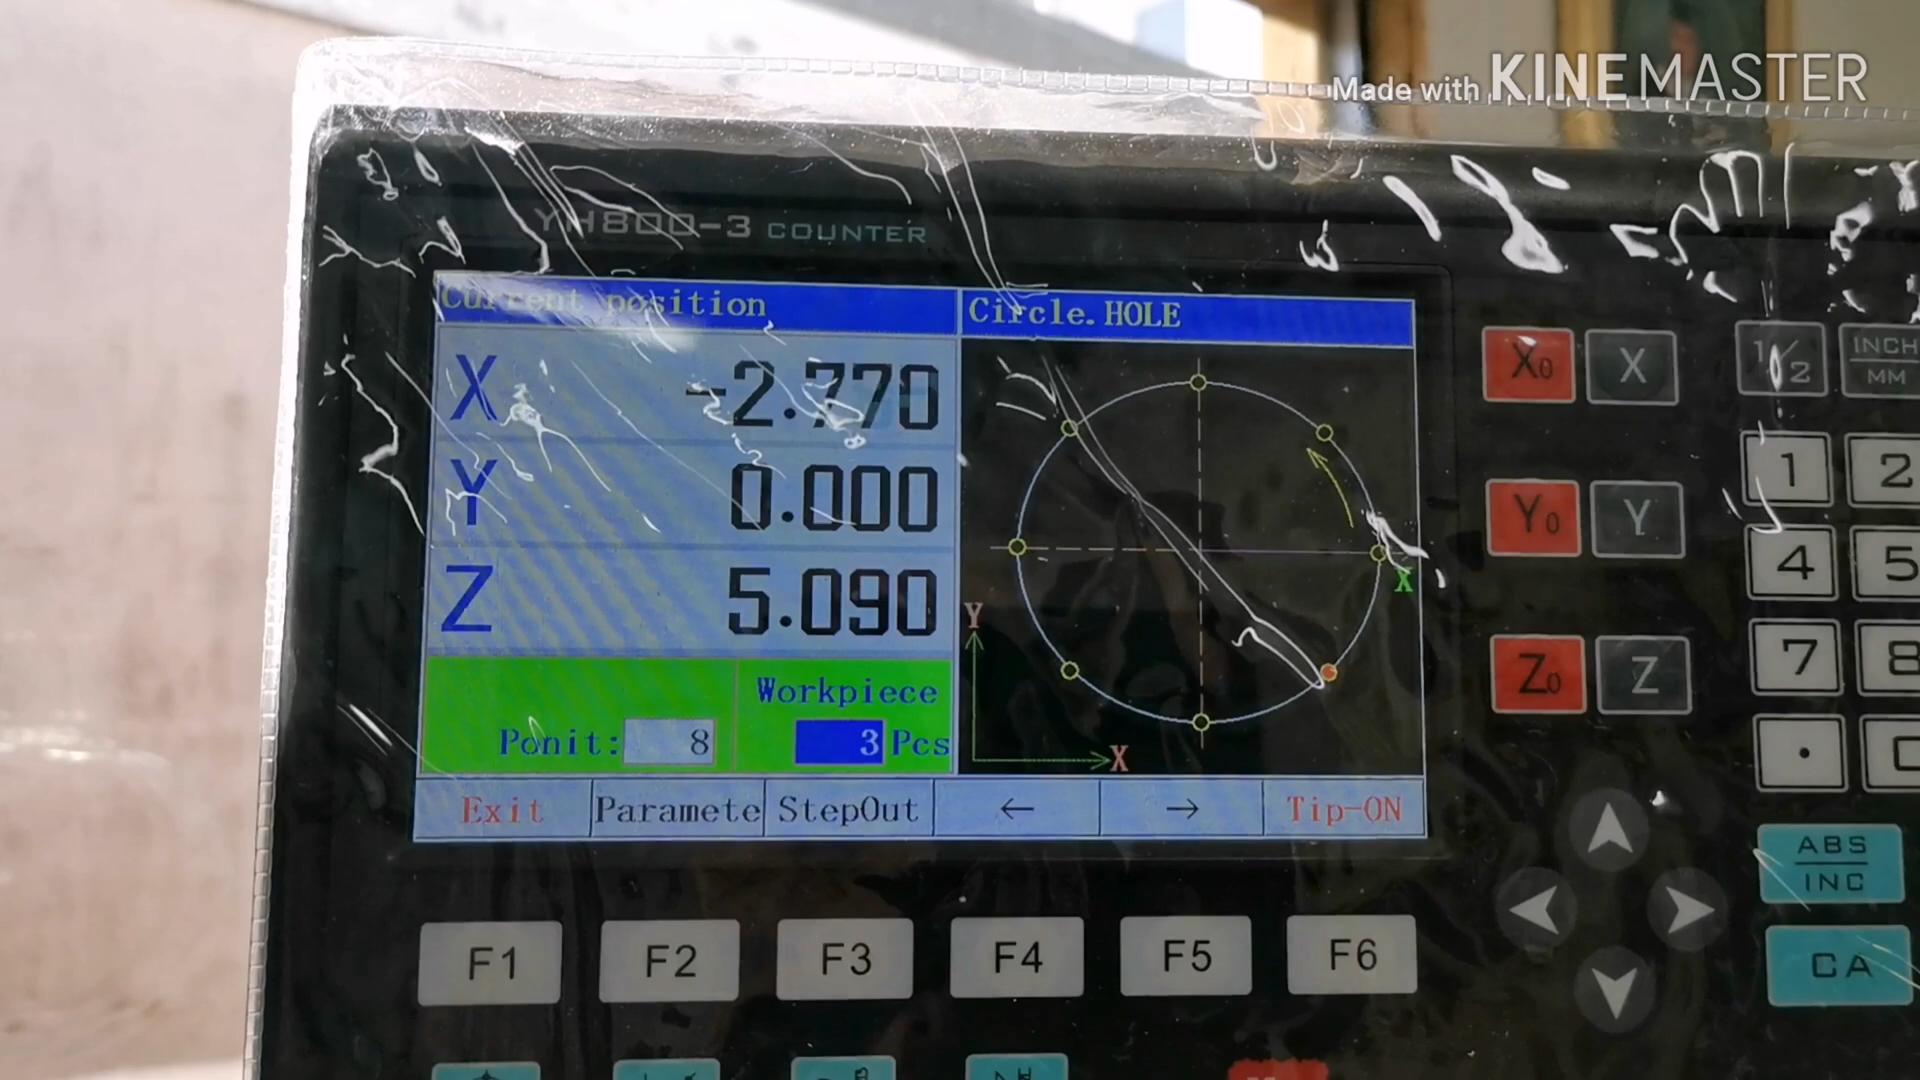 Made with KINEMASTER
YH800-3 COUNTER
Current position
Circle.HOLE
X -2.770
Y 0.000
Z 5.090
Workpiece
Ponit: 8
3 Pcs
Y
X
X
Exit Paramete StepOut ← → Tip-ON
F1 F2 F3 F4 F5 F6
X0 X 1/2 INCH MM
Y0 Y 1 2
4 5
Z0 Z 7 8
.
ABS INC
CA